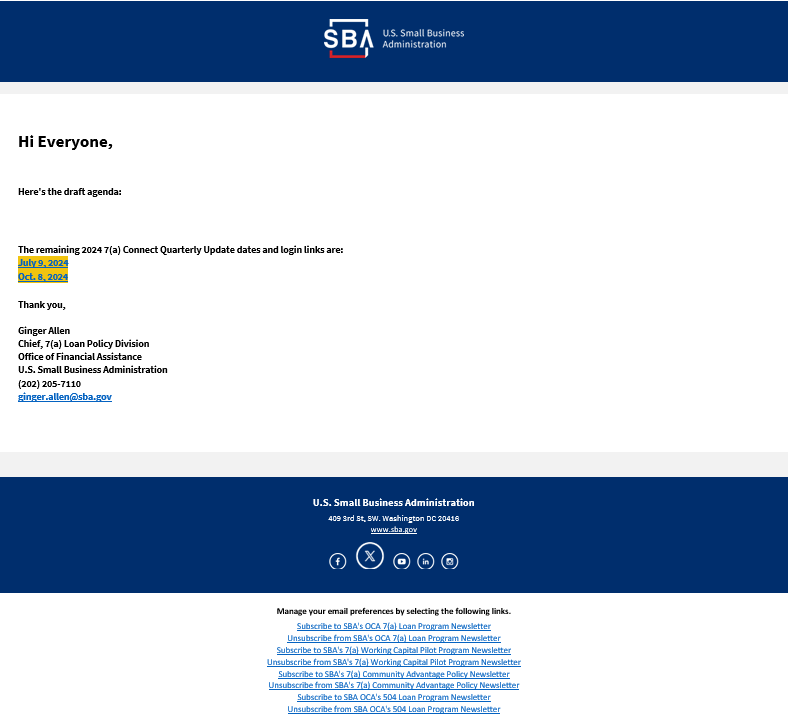 SBA U.S. Small Business
Administration
Hi Everyone,
Here's the draft agenda:
The remaining 2024 7(a) Connect Quarterly Update dates and login links are:
July 9, 2024
Oct. 8, 2024
Thank you,
Ginger Allen
Chief, 7(a) Loan Policy Division
Office of Financial Assistance
U.S. Small Business Administration
(202) 205-7110
ginger.allen@sba.gov
U.S. Small Business Administration
409 3rd St, SW. Washington DC 20416
www.sba.gov
Manage your email preferences by selecting the following links.
Subscribe to SBA's OCA 7(a) Loan Program Newsletter
Unsubscribe from SBA's OCA 7(a) Loan Program Newsletter
Subscribe to SBA's 7(a) Working Capital Pilot Program Newsletter
Unsubscribe from SBA's 7(a) Working Capital Pilot Program Newsletter
Subscribe to SBA's 7(a) Community Advantage Policy Newsletter
Unsubscribe from SBA's 7(a) Community Advantage Policy Newsletter
Subscribe to SBA OCA's 504 Loan Program Newsletter
Unsubscribe from SBA OCA's 504 Loan Program Newsletter